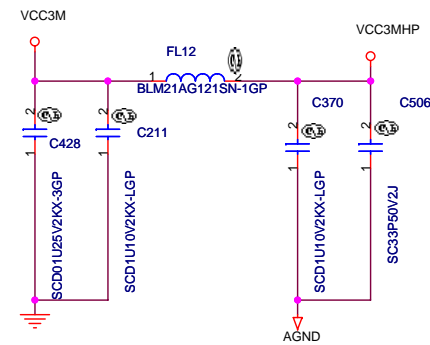 VCC3M
VCC3MHP
FL12
1
2
BLM21AG121SN-1GP
2
C428
1
SCD01U25V2KX-3GP
2
C211
1
SCD1U10V2KX-LGP
C370
2
1
SCD1U10V2KX-LGP
C506
2
1
SC33P50V2J
AGND